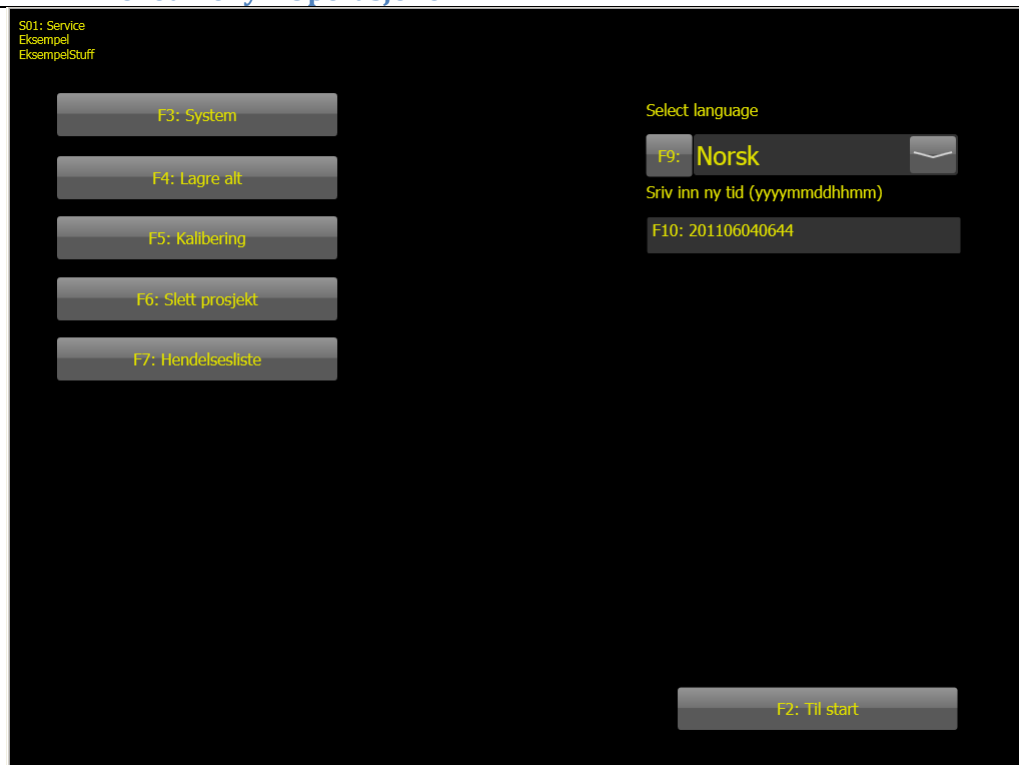 S01: Service
Eksempel
EksempelStuff
F3: System
F4: Lagre alt
F5: Kalibering
F6: Slett prosjekt
F7: Hendelsesliste
Select language
F9: Norsk
Sriv inn ny tid (yyyymmddhhmm)
F10: 201106040644
F2: Til start